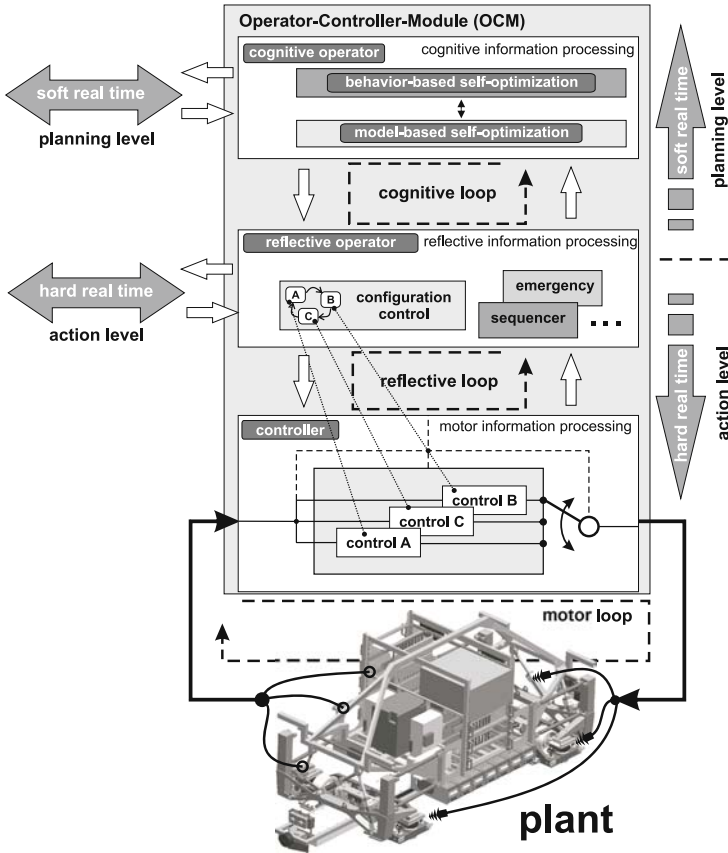 Operator-Controller-Module (OCM)
cognitive operator
cognitive information processing
behavior-based self-optimization
model-based self-optimization
soft real time
planning level
cognitive loop
soft real time
planning level
reflective operator
reflective information processing
hard real time
action level
A
B
C
configuration
control
emergency
sequencer
reflective loop
hard real time
action level
controller
motor information processing
control B
control C
control A
motor loop
plant